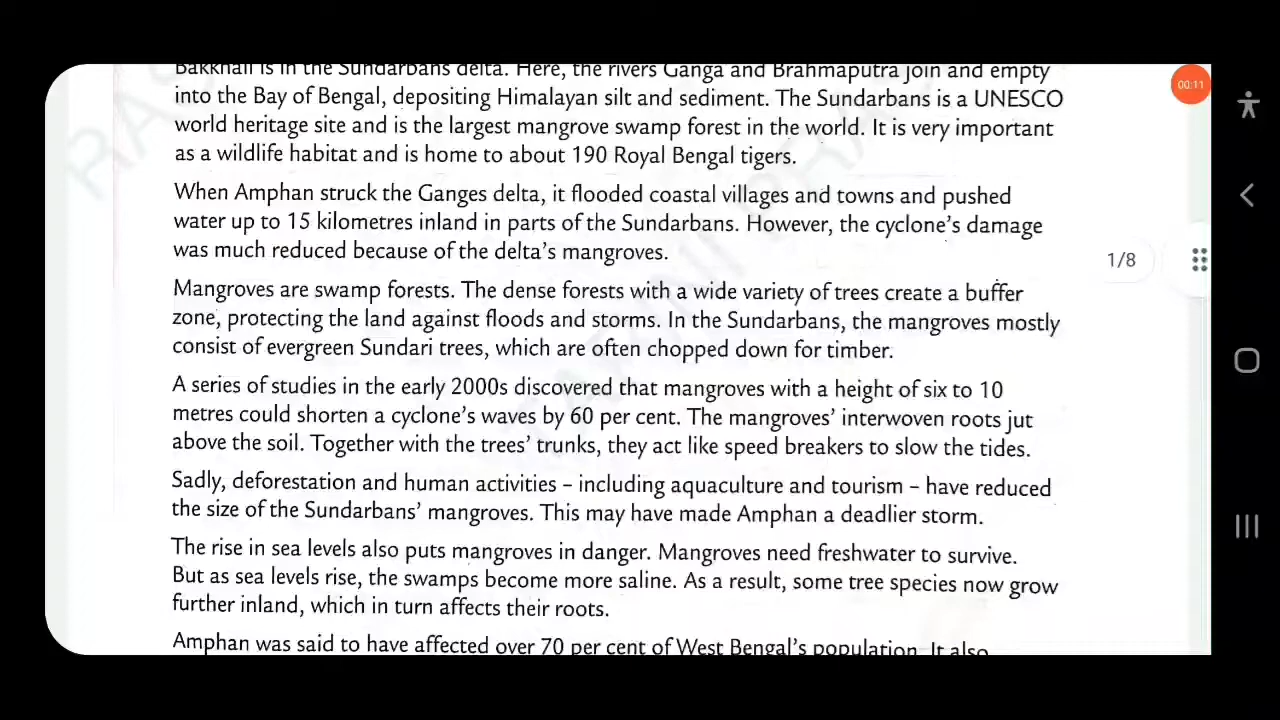 Bakkhali is in the Sundarbans delta. Here, the rivers Ganga and Brahmaputra join and empty
into the Bay of Bengal, depositing Himalayan silt and sediment. The Sundarbans is a UNESCO
00:11
world heritage site and is the largest mangrove swamp forest in the world. It is very important
as a wildlife habitat and is home to about 190 Royal Bengal tigers.
When Amphan struck the Ganges delta, it flooded coastal villages and towns and pushed
water up to 15 kilometres inland in parts of the Sundarbans. However, the cyclone's damage
was much reduced because of the delta's mangroves.
1/8
Mangroves are swamp forests. The dense forests with a wide variety of trees create a buffer
zone, protecting the land against floods and storms. In the Sundarbans, the mangroves mostly
consist of evergreen Sundari trees, which are often chopped down for timber.
A series of studies in the early 2000s discovered that mangroves with a height of six to 10
metres could shorten a cyclone's waves by 60 per cent. The mangroves' interwoven roots jut
above the soil. Together with the trees' trunks, they act like speed breakers to slow the tides.
Sadly, deforestation and human activities – including aquaculture and tourism – have reduced
the size of the Sundarbans' mangroves. This may have made Amphan a deadlier storm.
The rise in sea levels also puts mangroves in danger. Mangroves need freshwater to survive.
But as sea levels rise, the swamps become more saline. As a result, some tree species now grow
further inland, which in turn affects their roots.
Amphan was said to have affected over 70 per cent of West Bengal's population. It also